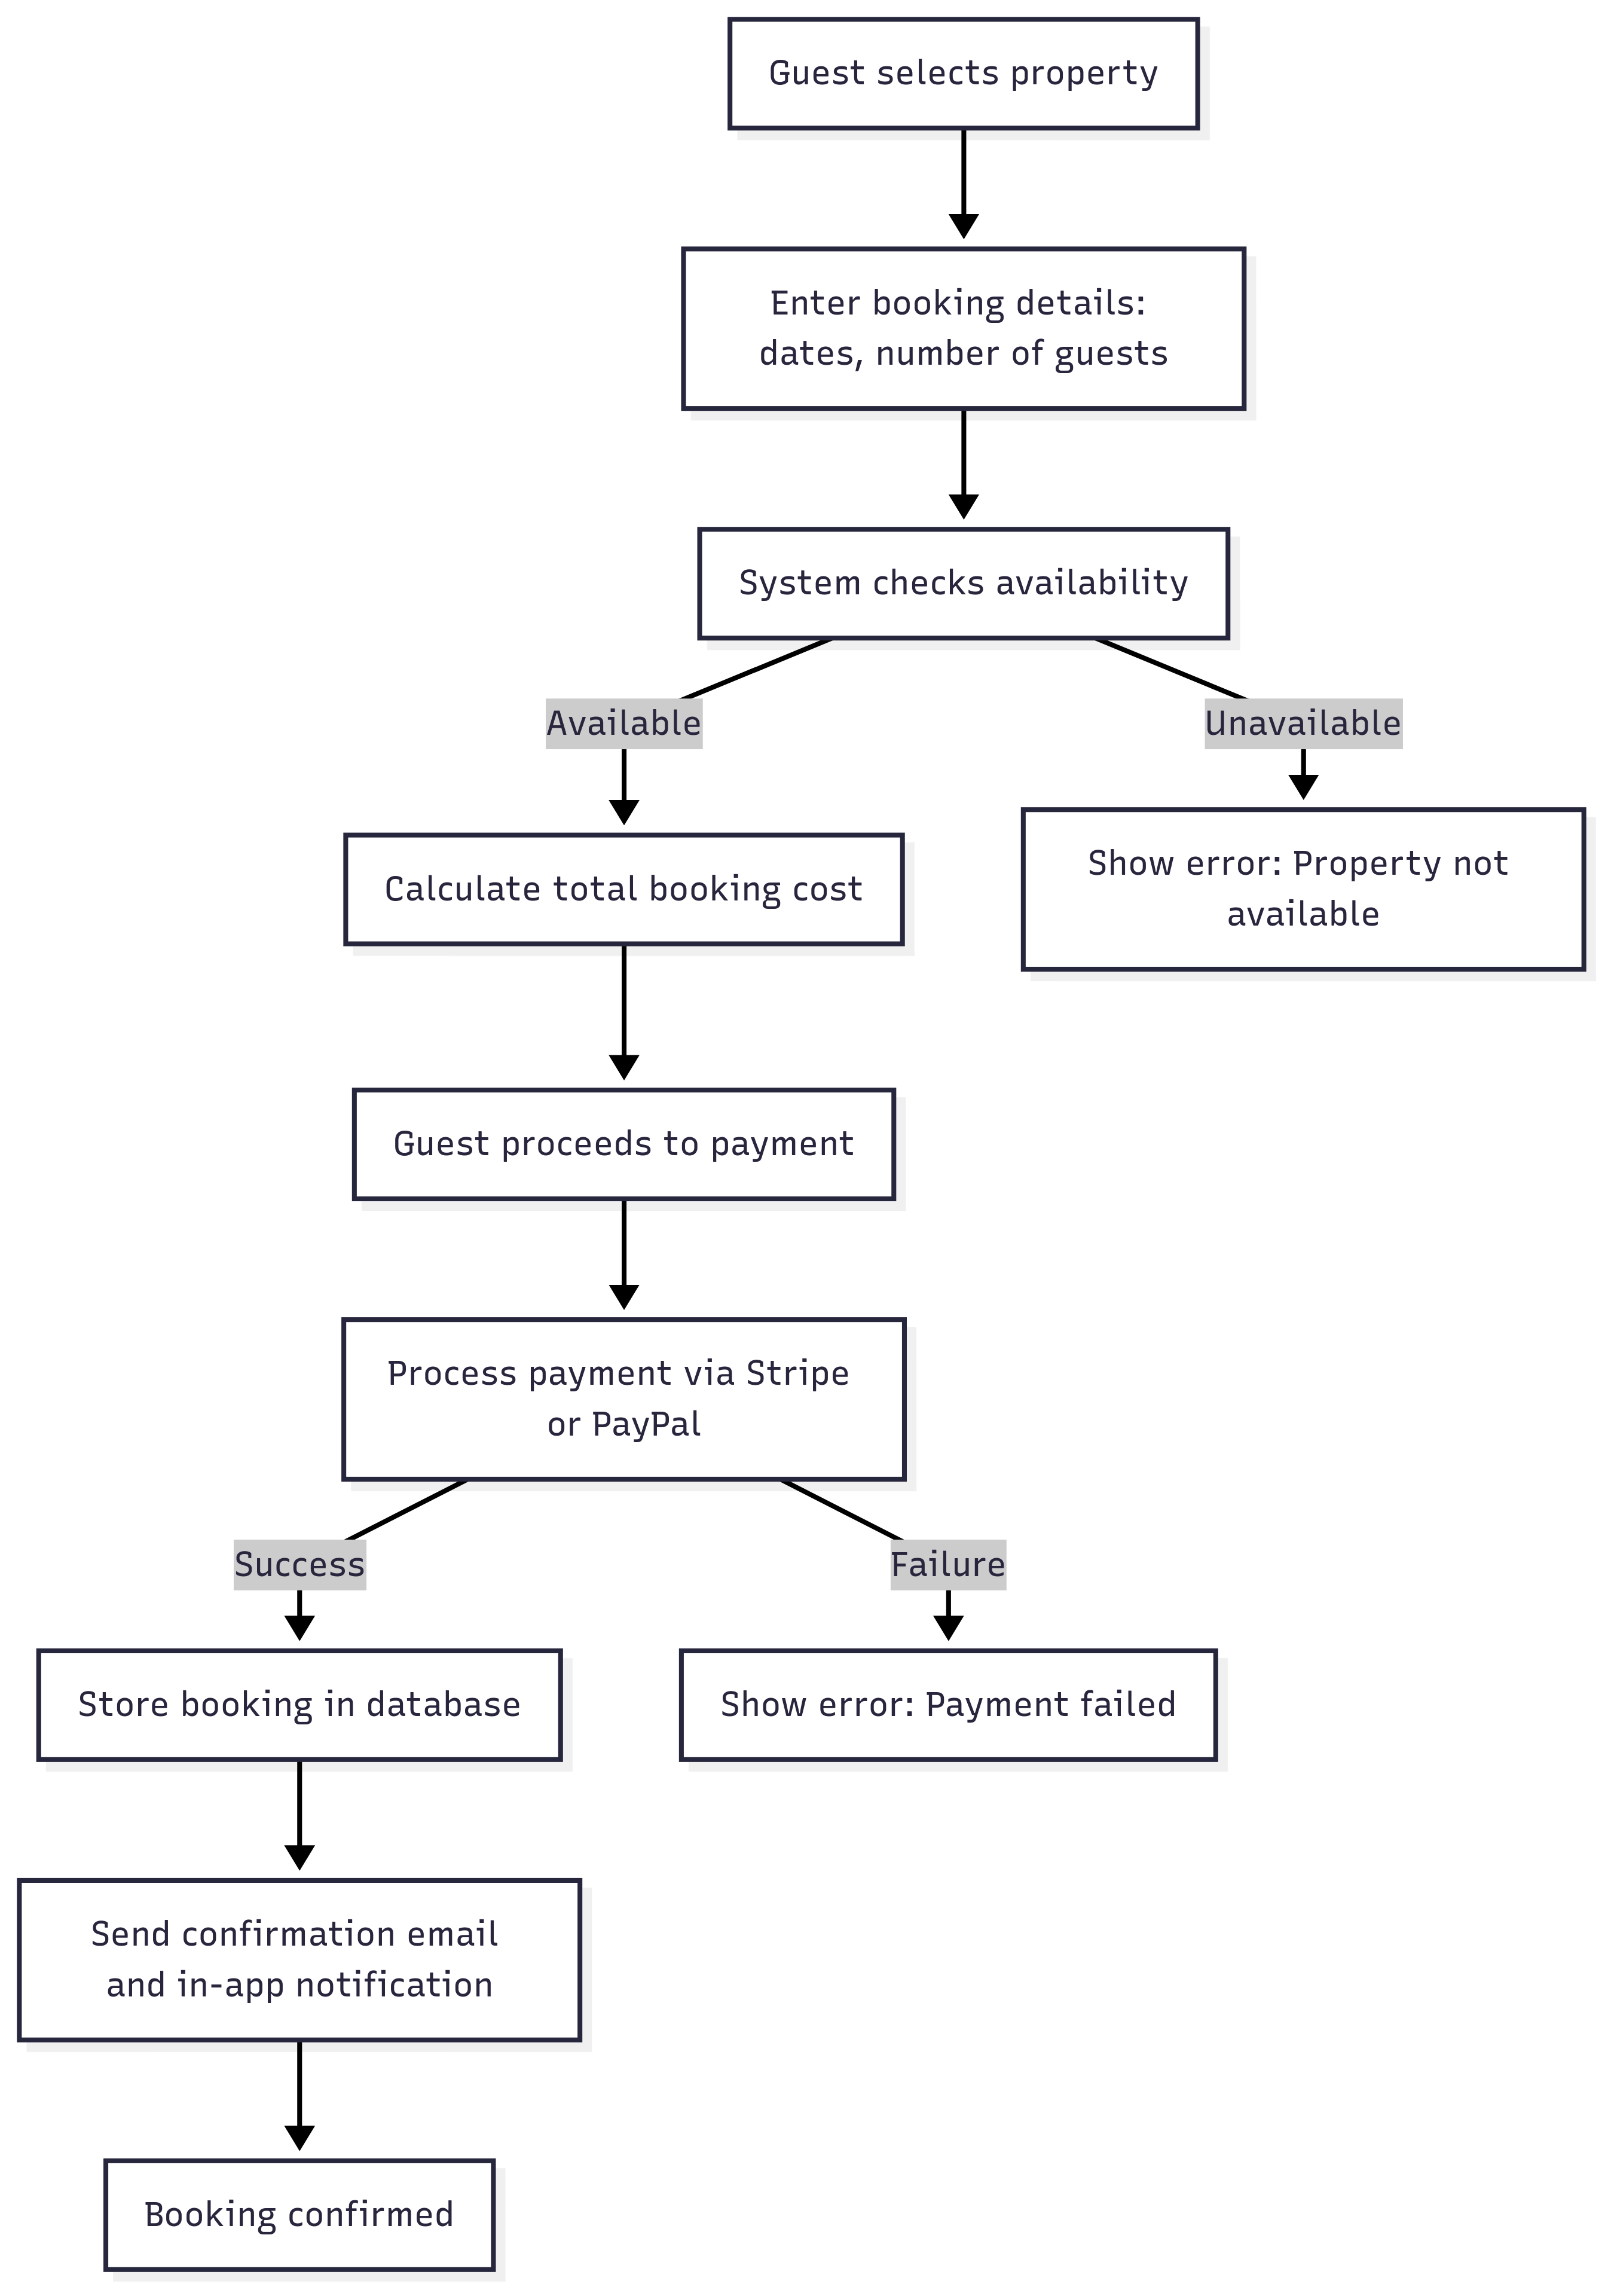 Guest selects property
Enter booking details:
dates, number of guests
System checks availability
Available
Unavailable
Calculate total booking cost
Show error: Property not
available
Guest proceeds to payment
Process payment via Stripe
or PayPal
Success
Failure
Store booking in database
Show error: Payment failed
Send confirmation email
and in-app notification
Booking confirmed